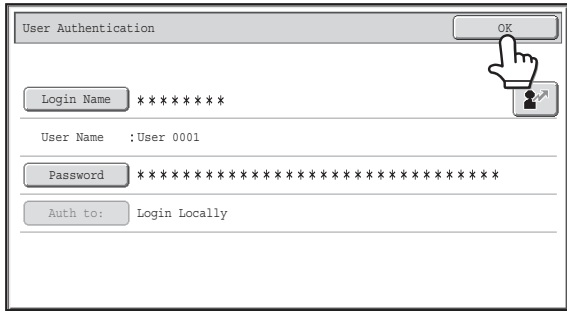 User Authentication
OK
Login Name ********
User Name :User 0001
Password ********************************
Auth to: Login Locally